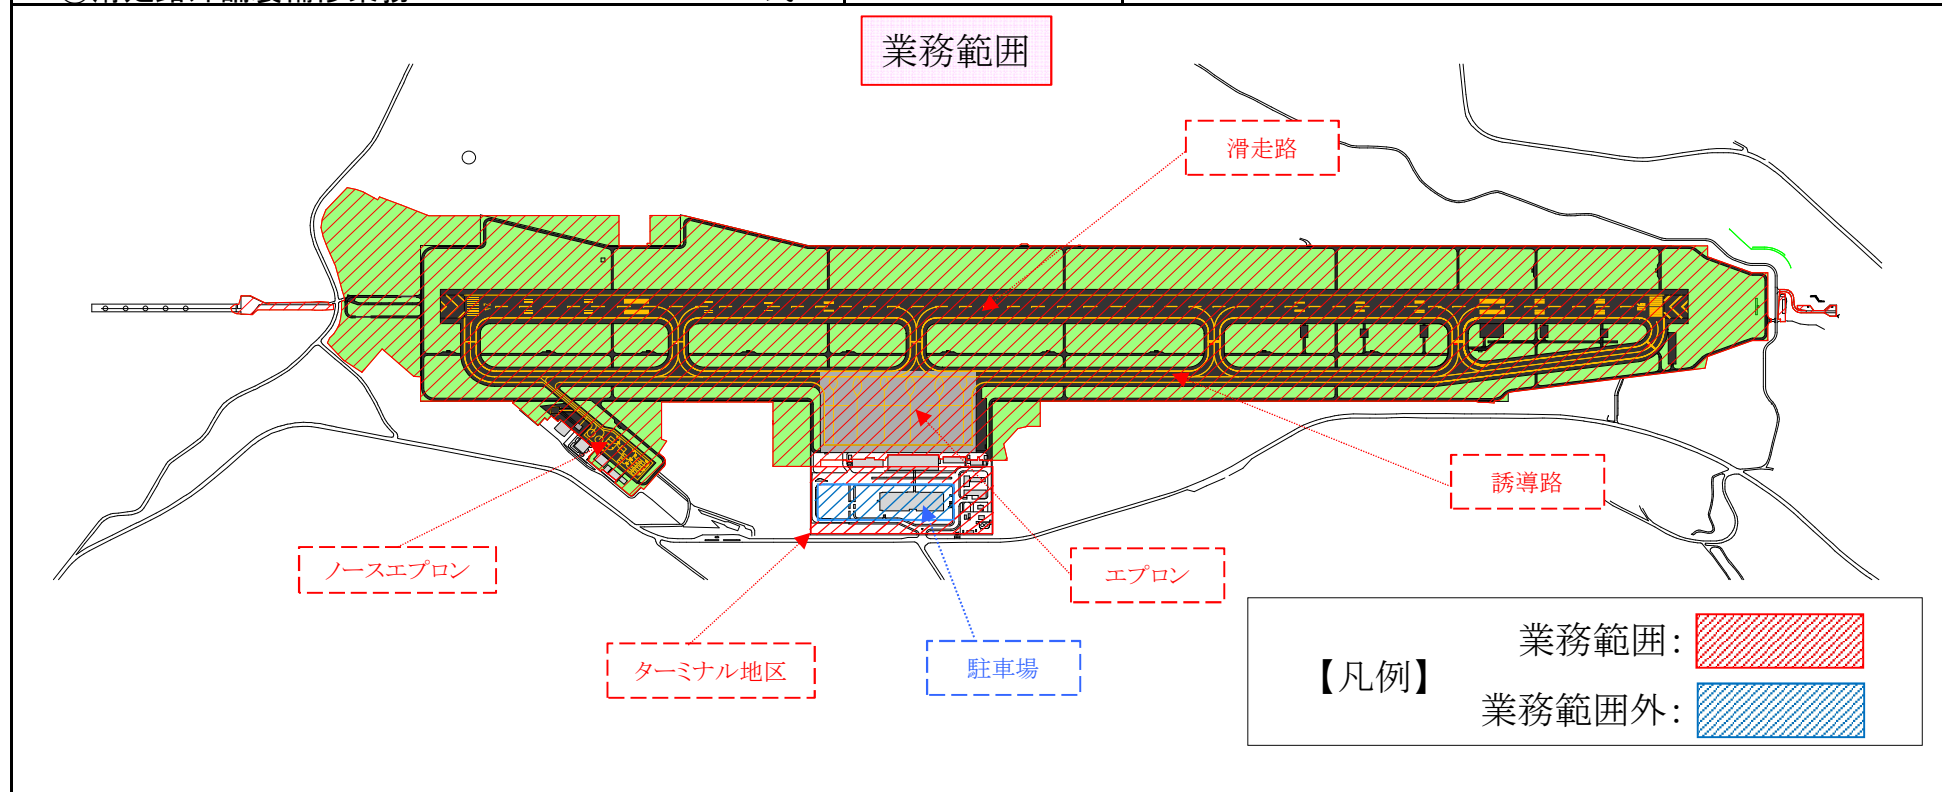 業務範囲
滑走路
誘導路
ノースエプロン
エプロン
ターミナル地区
駐車場
【凡例】
業務範囲:
業務範囲外: